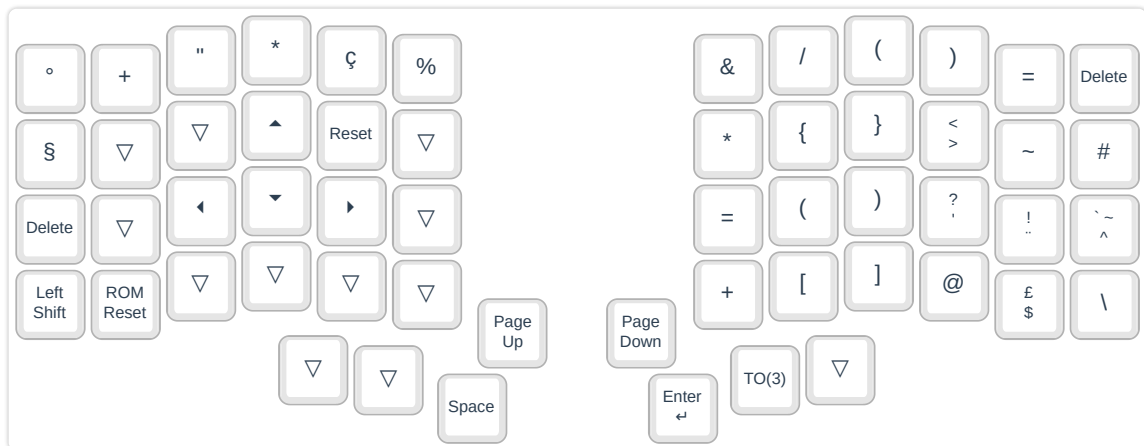 ° + " * ç % & / ( ) = Delete
§ ▽ ▽ ⏶ Reset ▽ * { } < > ~ #
Delete ▽ ⏴ ⏷ ⏵ ▽ = ( ) ? ' ! ¨ ` ~ ^
Left Shift ROM Reset ▽ ▽ ▽ ▽ + [ ] @ £ $ \
Page Up Page Down
▽ ▽ Space Enter ↵ TO(3) ▽